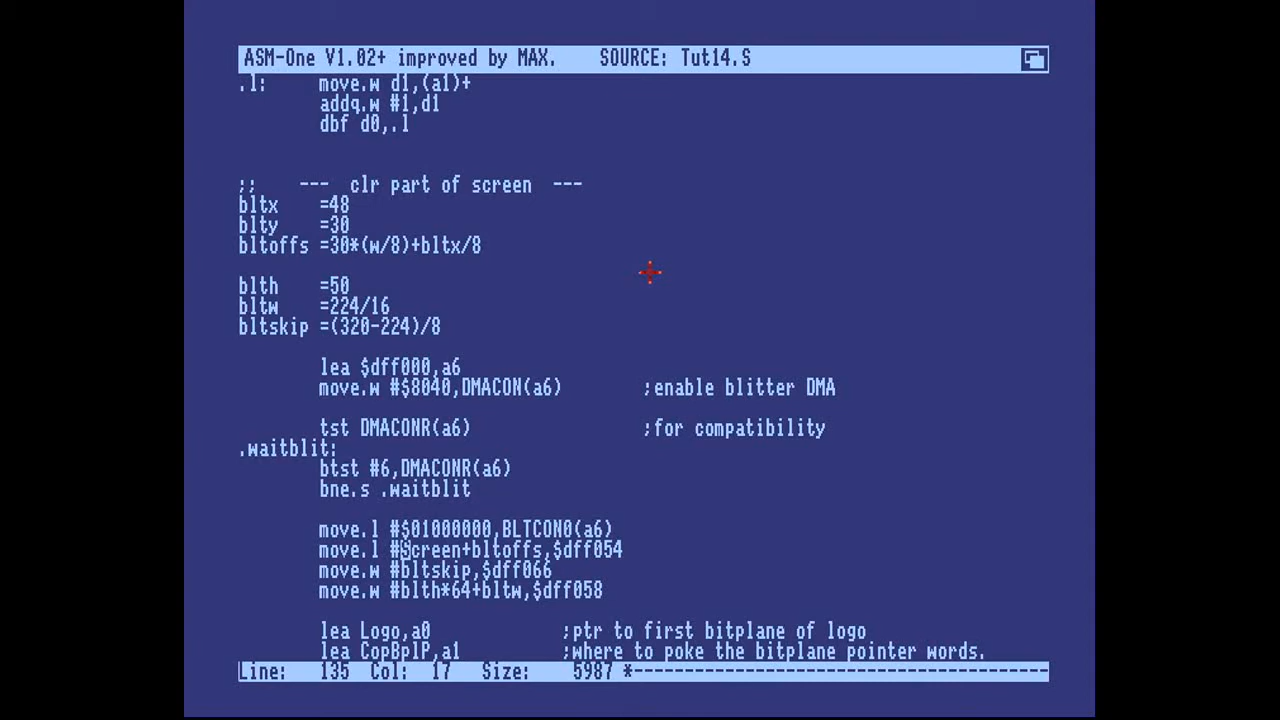 ASM-One V1.02+ improved by MAX.    SOURCE: Tut14.S
.l:     move.w d1,(a1)+
        addq.w #1,d1
        dbf d0,.l
;;    ---  clr part of screen  ---
bltx    =48
blty    =30
bltoffs =30*(w/8)+bltx/8
blth    =50
bltw    =224/16
bltskip =(320-224)/8
        lea $dff000,a6
        move.w #$8040,DMACON(a6)        ;enable blitter DMA
        tst DMACONR(a6)                 ;for compatibility
.waitblit:
        btst #6,DMACONR(a6)
        bne.s .waitblit
        move.l #$01000000,BLTCON0(a6)
        move.l #Screen+bltoffs,$dff054
        move.w #bltskip,$dff066
        move.w #blth*64+bltw,$dff058
        lea Logo,a0             ;ptr to first bitplane of logo
        lea CopBplP,a1          ;where to poke the bitplane pointer words.
Line:   135  Col:  17   Size:    5987 *-----------------------------------------